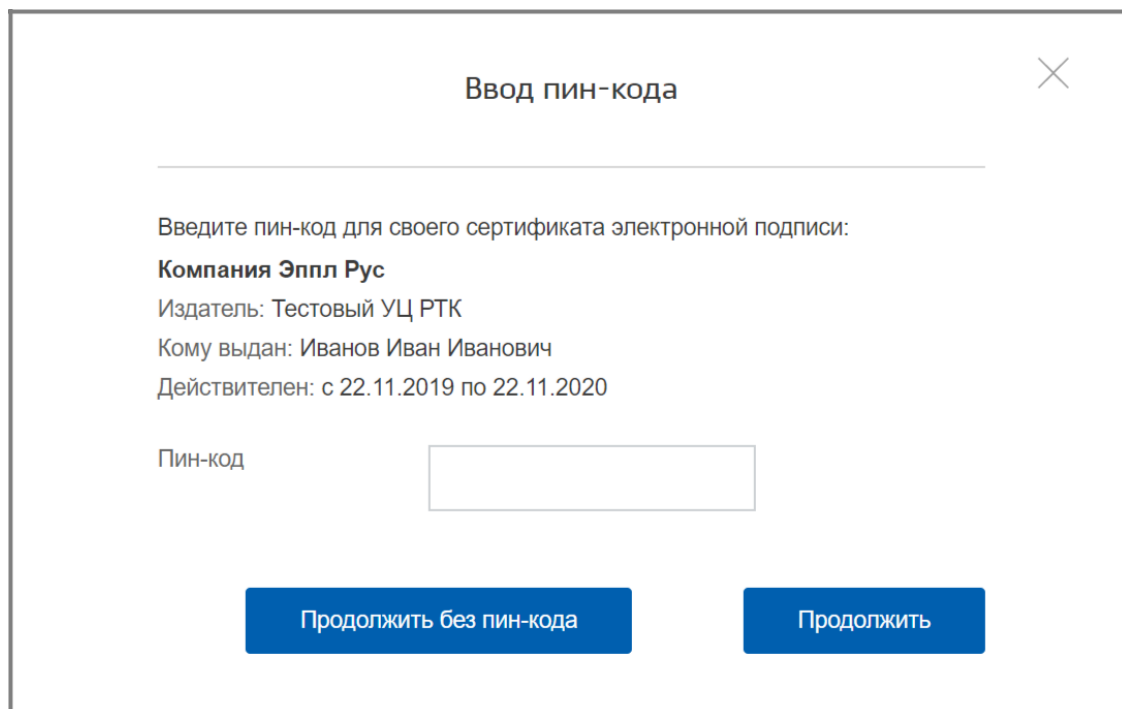 Ввод пин-кода
Введите пин-код для своего сертификата электронной подписи:
Компания Эппл Рус
Издатель: Тестовый УЦ РТК
Кому выдан: Иванов Иван Иванович
Действителен: с 22.11.2019 по 22.11.2020
Пин-код
Продолжить без пин-кода
Продолжить